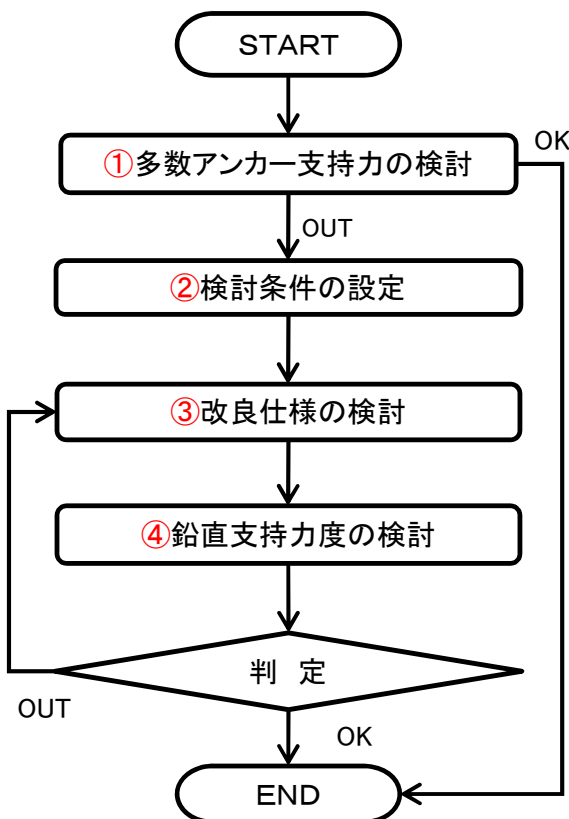 START
①多数アンカー支持力の検討
OK
OUT
②検討条件の設定
③改良仕様の検討
④鉛直支持力度の検討
判 定
OUT
OK
END